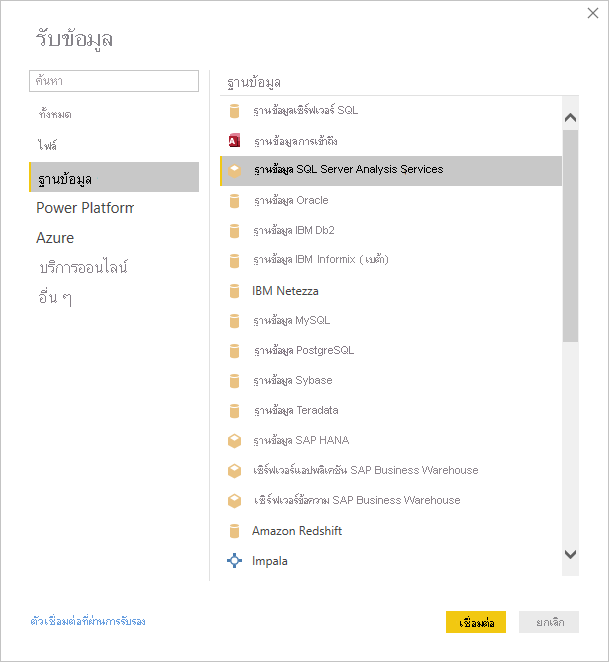 รับข้อมูล
ค้นหา
ทั้งหมด
ไฟล์
ฐานข้อมูล
Power Platform
Azure
บริการออนไลน์
อื่น ๆ
ฐานข้อมูล
ฐานข้อมูลเซิร์ฟเวอร์ SQL
ฐานข้อมูลการเข้าถึง
ฐานข้อมูล SQL Server Analysis Services
ฐานข้อมูล Oracle
ฐานข้อมูล IBM Db2
ฐานข้อมูล IBM Informix (เบต้า)
IBM Netezza
ฐานข้อมูล MySQL
ฐานข้อมูล PostgreSQL
ฐานข้อมูล Sybase
ฐานข้อมูล Teradata
ฐานข้อมูล SAP HANA
เซิร์ฟเวอร์แอปพลิเคชัน SAP Business Warehouse
เซิร์ฟเวอร์ข้อความ SAP Business Warehouse
Amazon Redshift
Impala
ตัวเชื่อมต่อที่ผ่านการรับรอง
เชื่อมต่อ
ยกเลิก